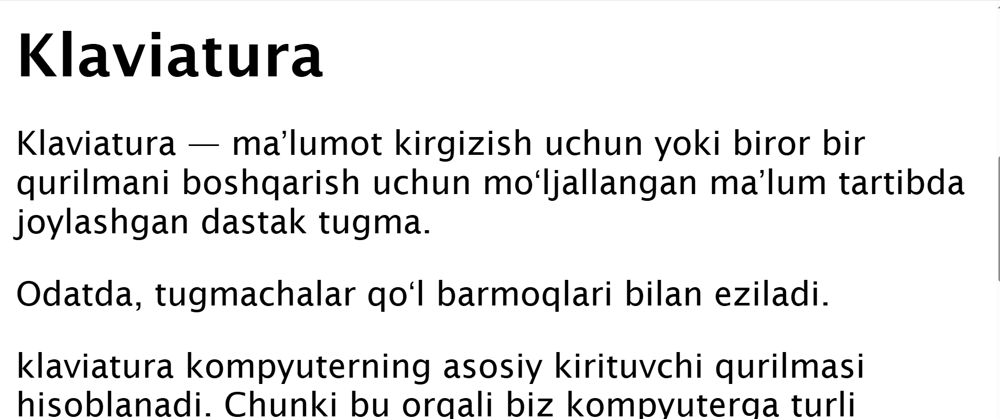 Klaviatura
Klaviatura — ma’lumot kirgizish uchun yoki biror bir
qurilmani boshqarish uchun mo‘ljallangan ma’lum tartibda
joylashgan dastak tugma.
Odatda, tugmachalar qo‘l barmoqlari bilan eziladi.
klaviatura kompyuterning asosiy kirituvchi qurilmasi
hisoblanadi. Chunki bu orqali biz kompyuterga turli